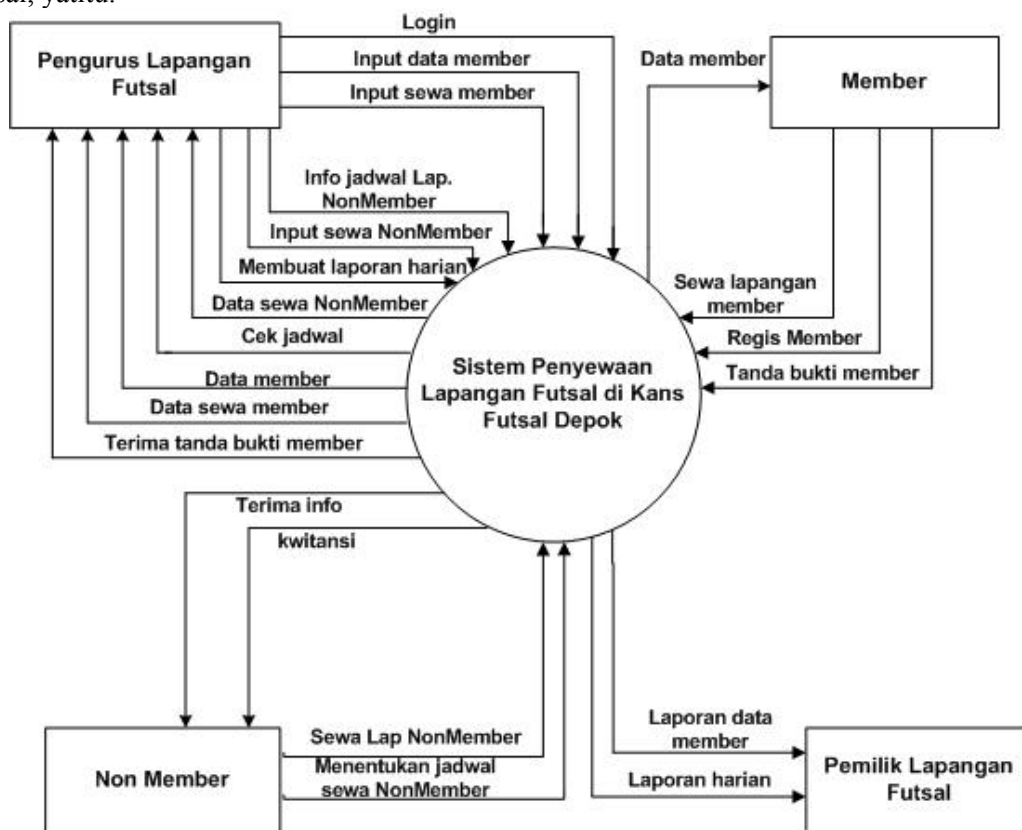 Login
Pengurus Lapangan
Futsal
Input data member
Input sewa member
Data member
Member
Info jadwal Lap.
NonMember
Input sewa NonMember
Membuat laporan harian
Data sewa NonMember
Cek jadwal
Data member
Data sewa member
Terima tanda bukti member
Sewa lapangan
member
Regis Member
Tanda bukti member
Sistem Penyewaan
Lapangan Futsal di Kans
Futsal Depok
Terima info
kwitansi
Sewa Lap NonMember
Menentukan jadwal
sewa NonMember
Non Member
Laporan data
member
Laporan harian
Pemilik Lapangan
Futsal